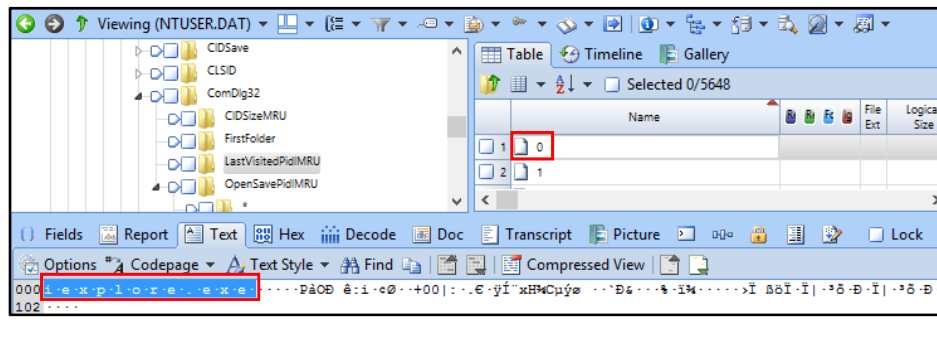 Viewing (NTUSER.DAT)
CIDSave
CLSID
ComDlg32
CIDSizeMRU
FirstFolder
LastVisitedPidlMRU
OpenSavePidlMRU
*
Table Timeline Gallery
Selected 0/5648
Name File Ext Logica Size
1 0
2 1
Fields Report Text Hex Decode Doc Transcript Picture Lock
Options Codepage Text Style Find Compressed View
000 i·e·x·p·l·o·r·e·.·e·x·e·
102 ····